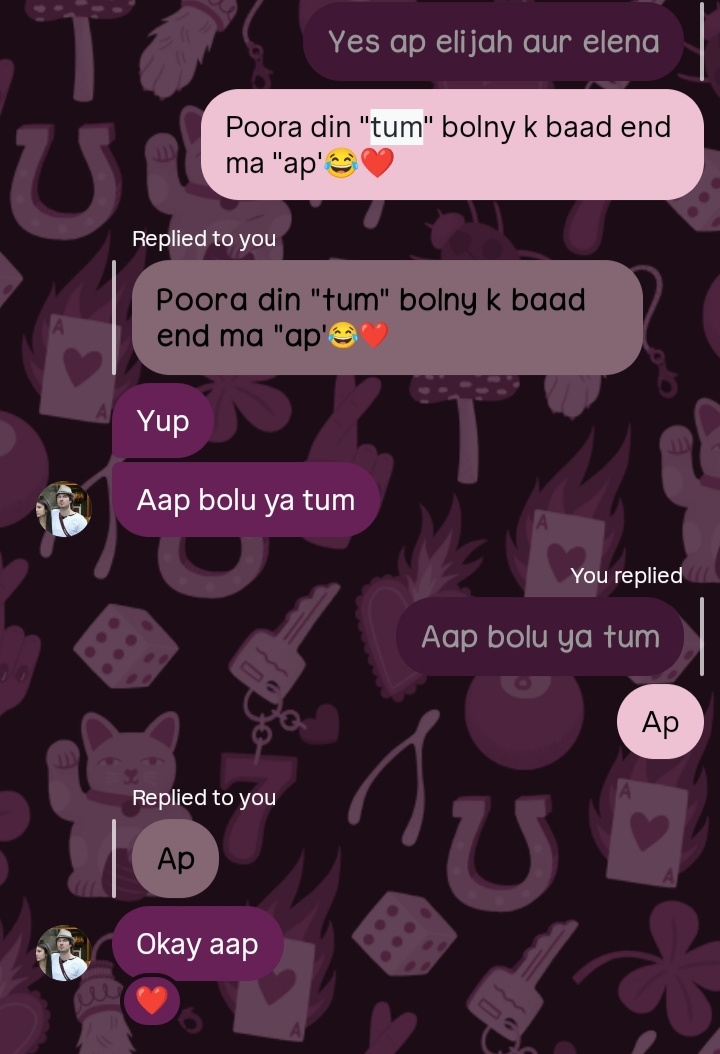 Yes ap elijah aur elena
Poora din "tum" bolny k baad end
ma "ap'😂❤️
Replied to you
Poora din "tum" bolny k baad
end ma "ap'😂❤️
Yup
Aap bolu ya tum
You replied
Aap bolu ya tum
Ap
Replied to you
Ap
Okay aap
❤️